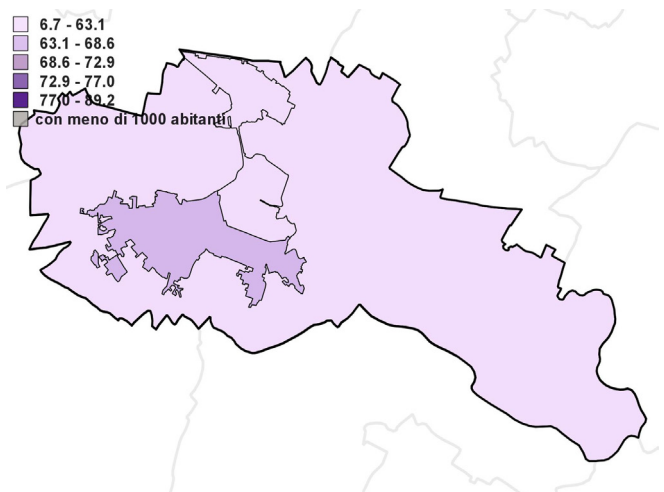 6.7 - 63.1
63.1 - 68.6
68.6 - 72.9
72.9 - 77.0
77.0 - 89.2
con meno di 1000 abitanti